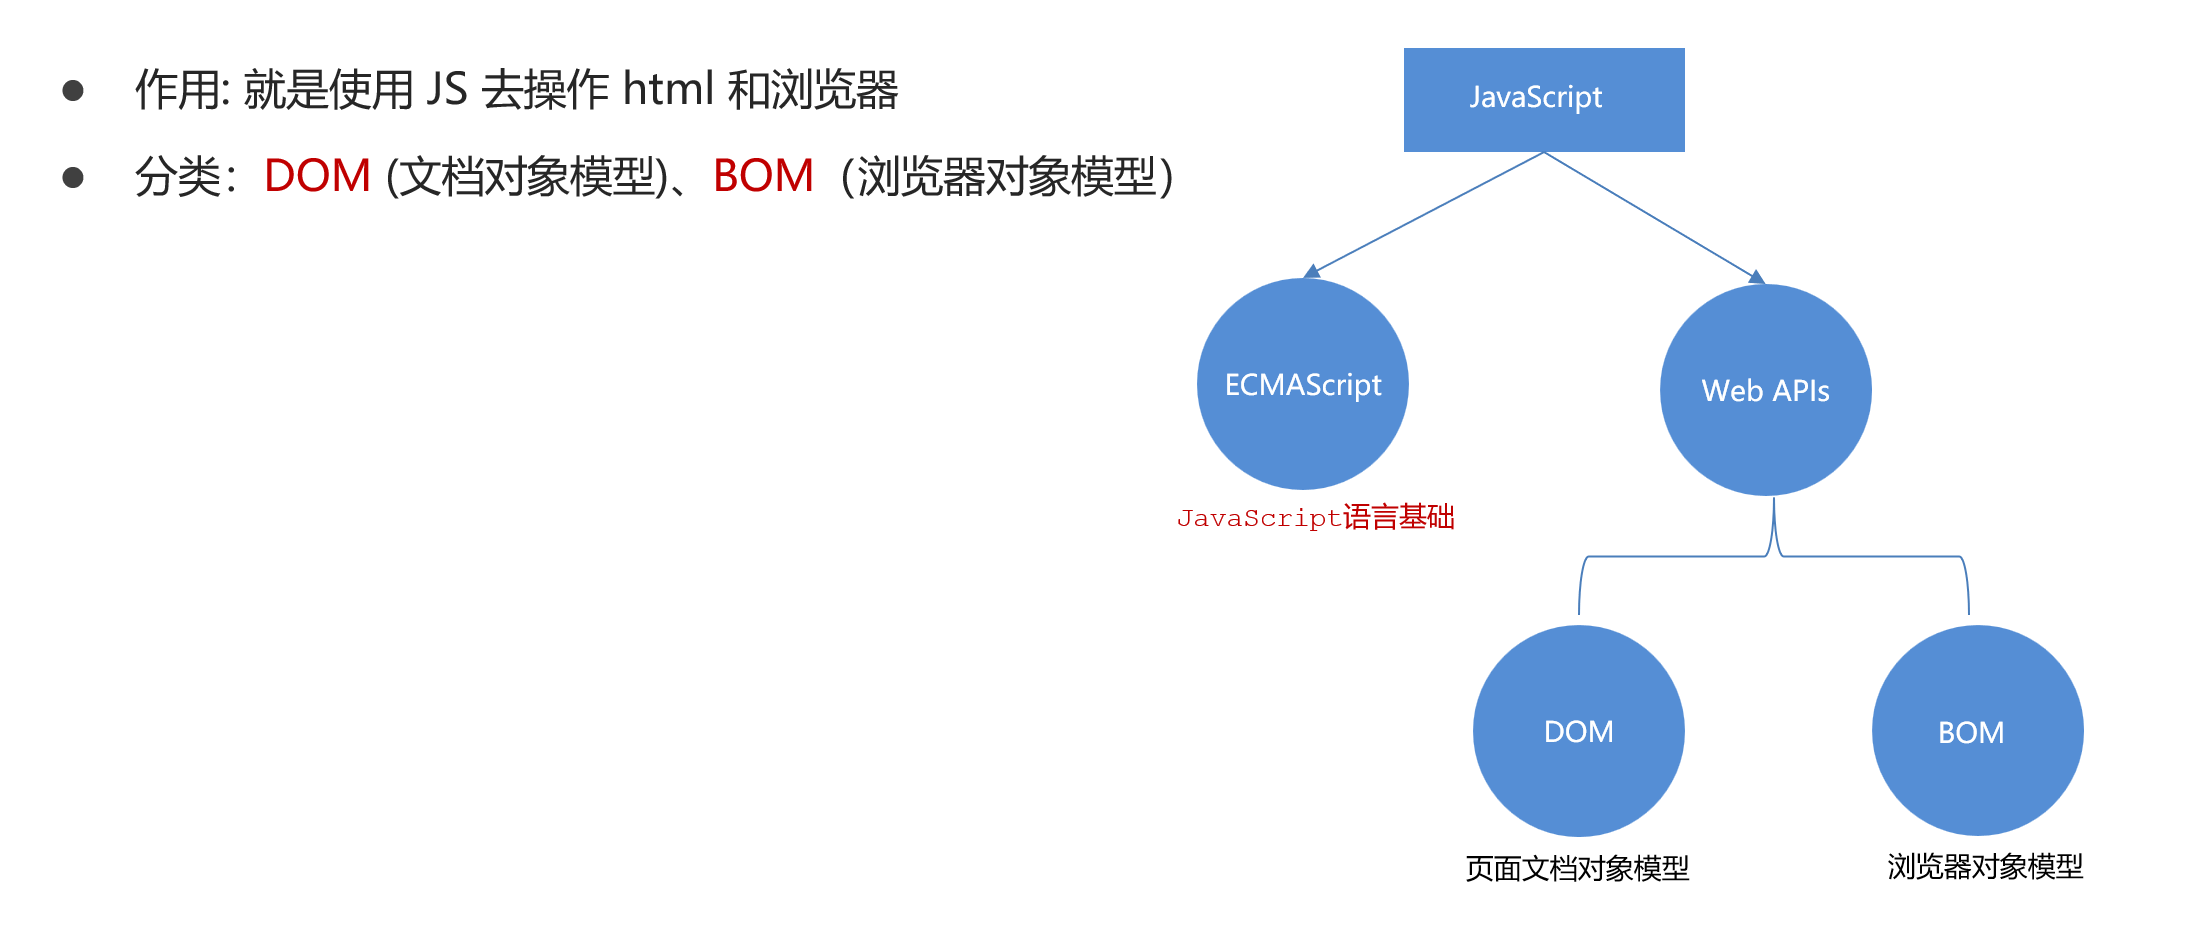 作用: 就是使用 JS 去操作 html 和浏览器
分类：DOM (文档对象模型)、BOM（浏览器对象模型）
JavaScript
ECMAScript
Web APIs
JavaScript语言基础
DOM
BOM
页面文档对象模型
浏览器对象模型